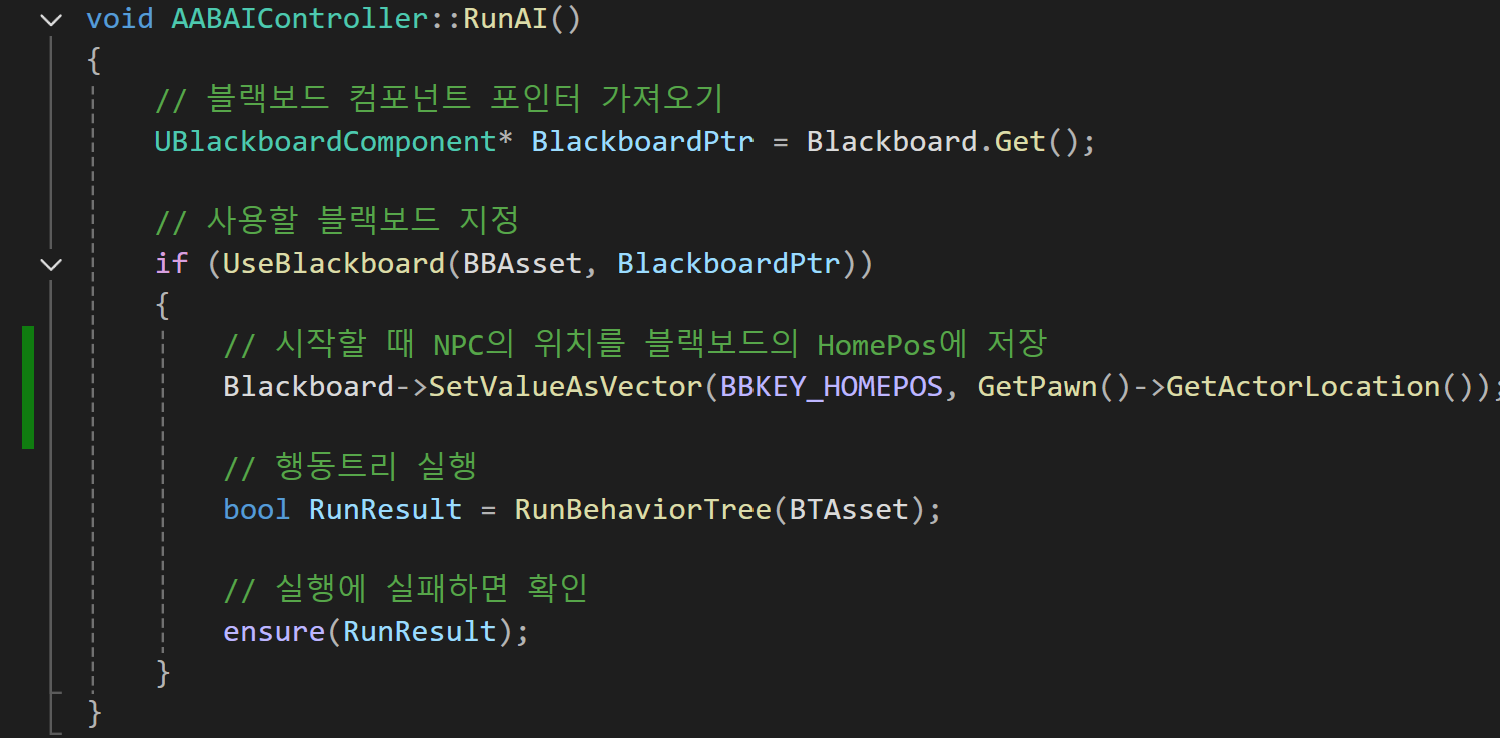 void AABAIController::RunAI()
{
// 블랙보드 컴포넌트 포인터 가져오기
UBlackboardComponent* BlackboardPtr = Blackboard.Get();
// 사용할 블랙보드 지정
if (UseBlackboard(BBAsset, BlackboardPtr))
{
// 시작할 때 NPC의 위치를 블랙보드의 HomePos에 저장
Blackboard->SetValueAsVector(BBKEY_HOMEPOS, GetPawn()->GetActorLocation());
// 행동트리 실행
bool RunResult = RunBehaviorTree(BTAsset);
// 실행에 실패하면 확인
ensure(RunResult);
}
}